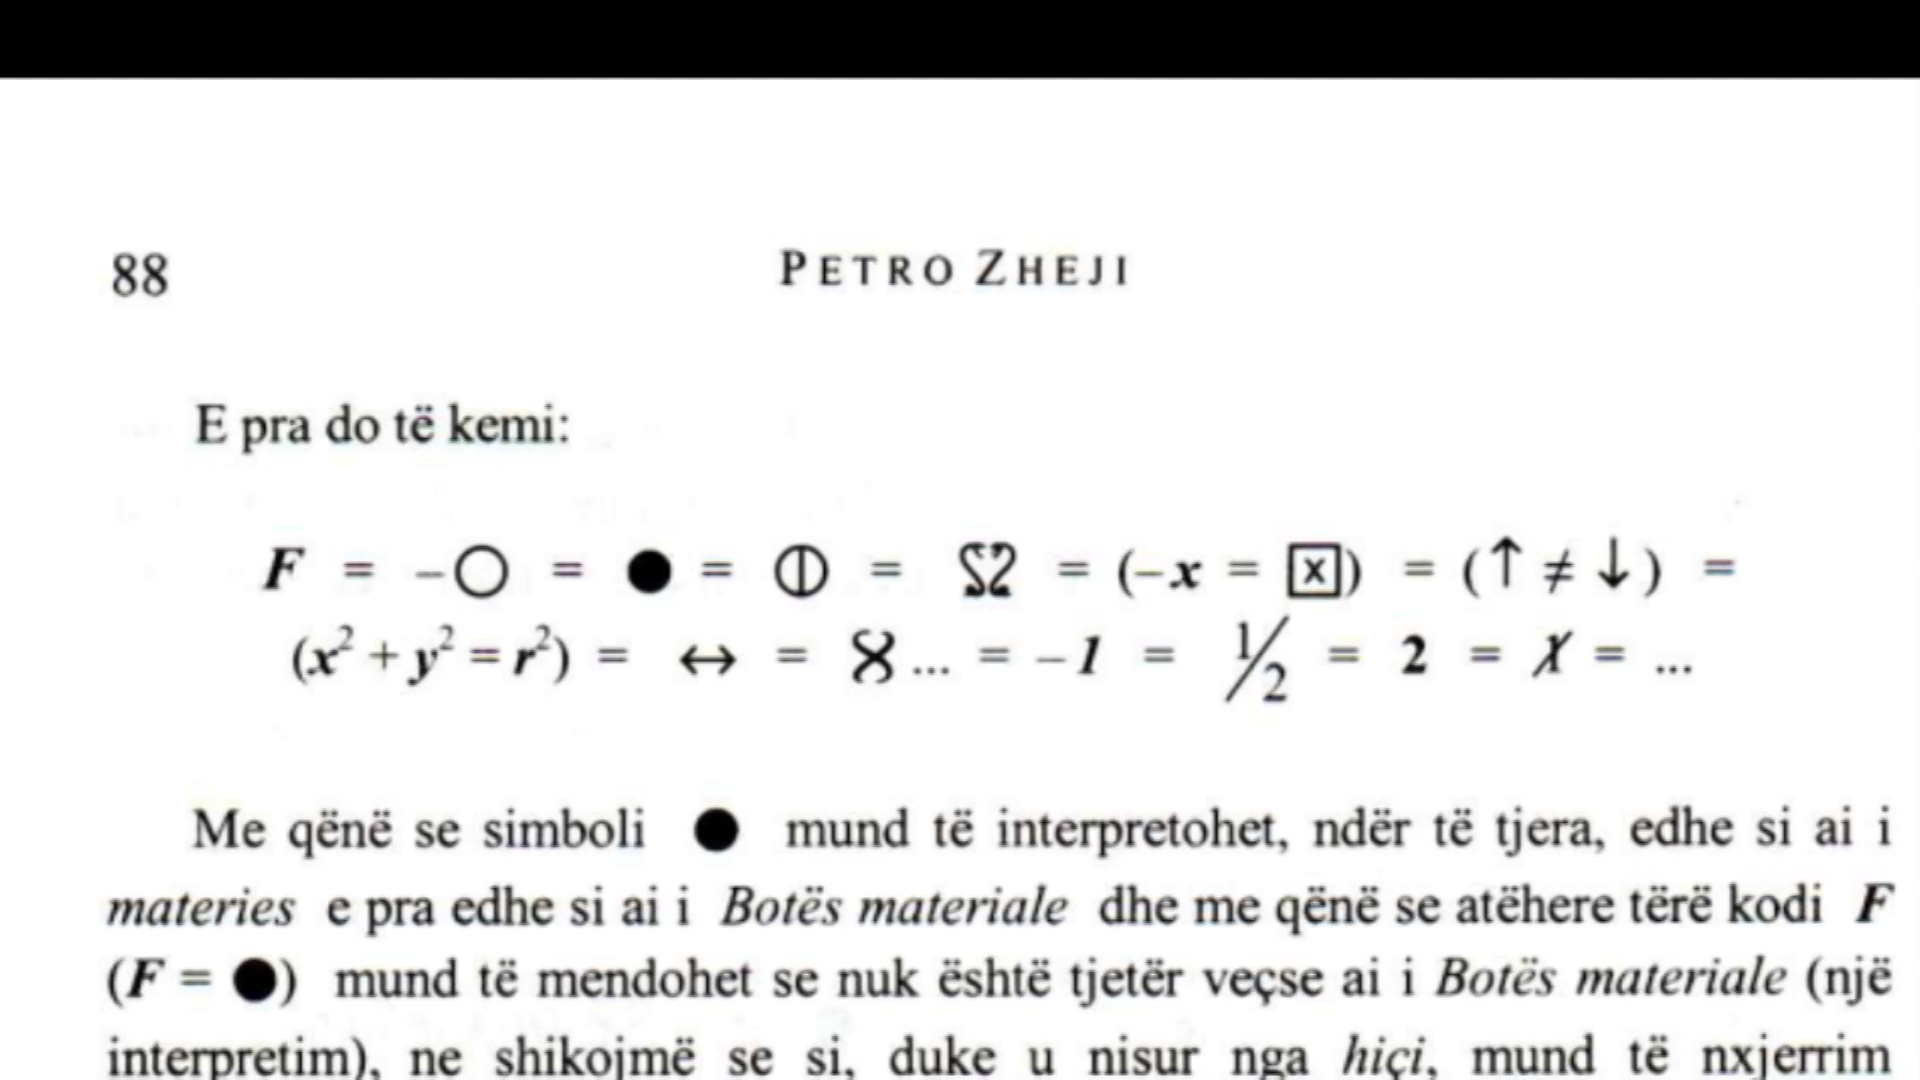 88
PETRO ZHEJI
E pra do të kemi:
F = –○ = ● = ⦶ = Ƨ2 = (–x = 🅇) = (↑ ≠ ↓) =
(x² + y² = r²) = ↔ = ... = –1 = ½ = 2 = = ...
Me qënë se simboli ● mund të interpretohet, ndër të tjera, edhe si ai i
materies e pra edhe si ai i Botës materiale dhe me qënë se atëhere tërë kodi F
(F = ●) mund të mendohet se nuk është tjetër veçse ai i Botës materiale (një
interpretim), ne shikojmë se si, duke u nisur nga hiçi, mund të nxjerrim